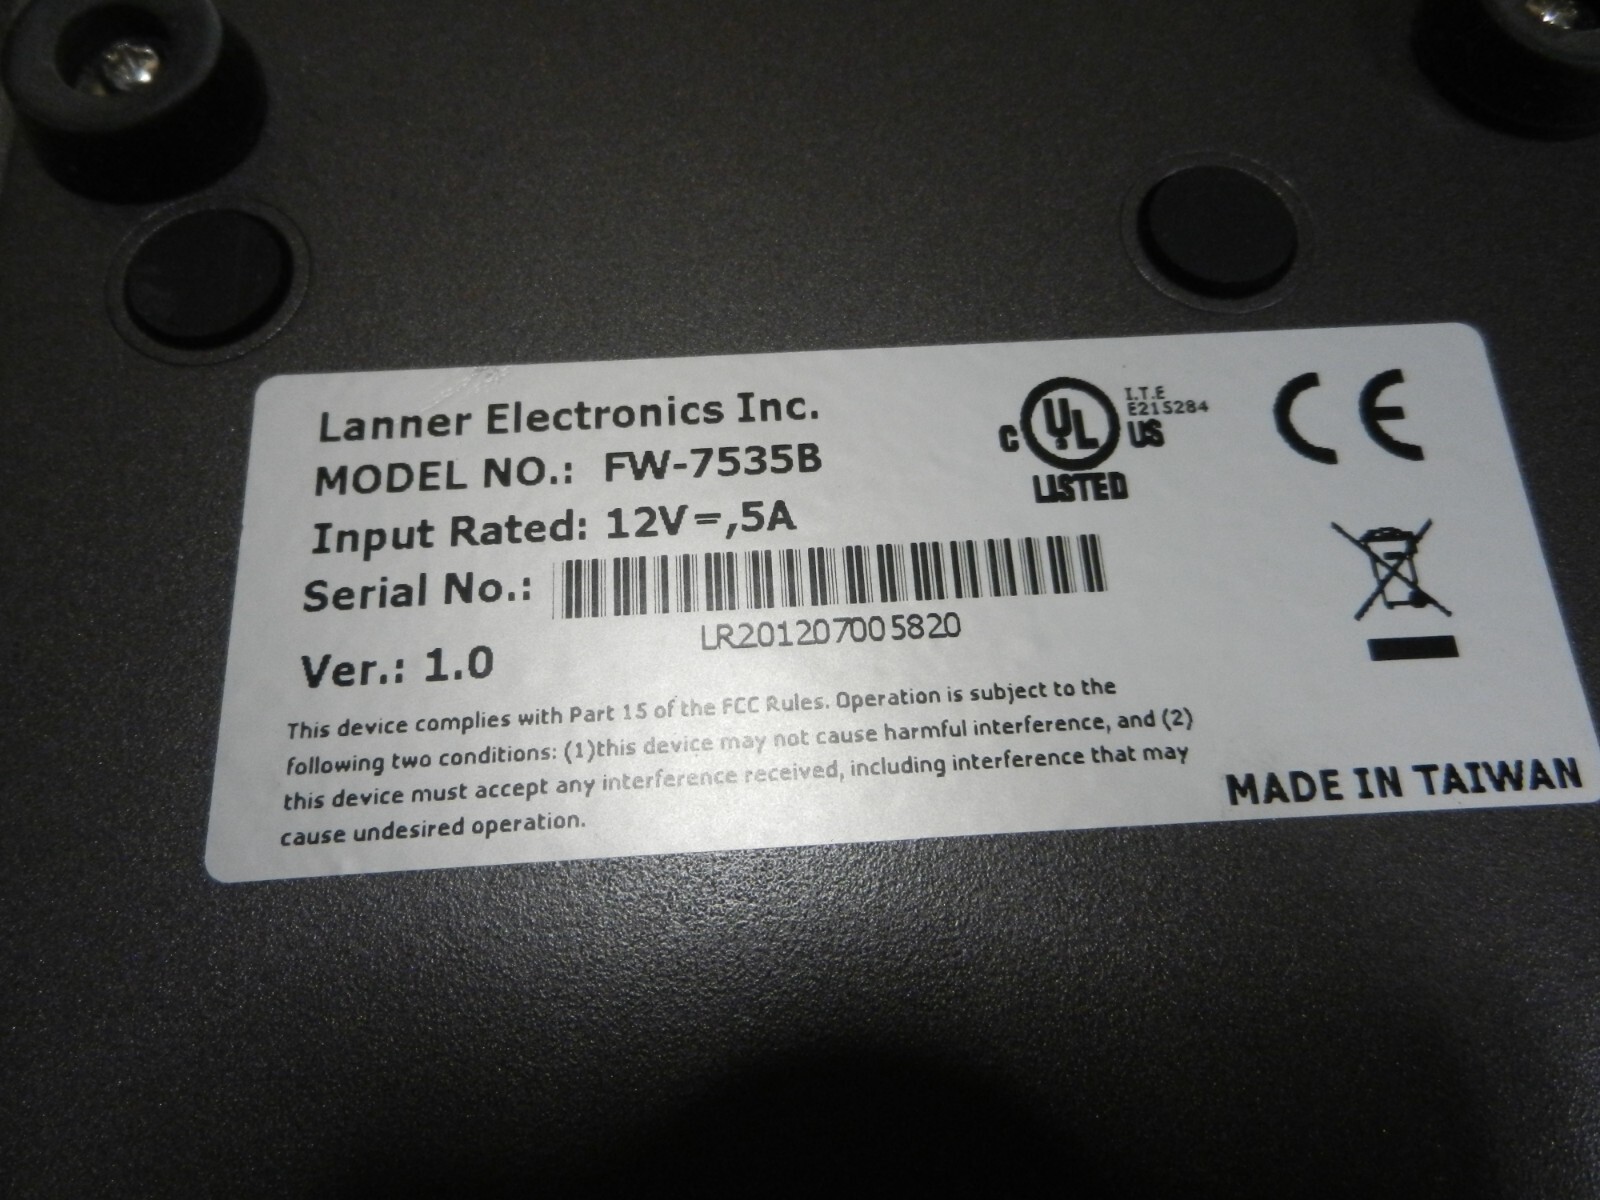 Lanner Electronics Inc.
MODEL NO.: FW-7535B
Input Rated: 12V⎓,5A
Serial No.:
LR201207005820
Ver.: 1.0
This device complies with Part 15 of the FCC Rules. Operation is subject to the
following two conditions: (1)this device may not cause harmful interference, and (2)
this device must accept any interference received, including interference that may
cause undesired operation.
C UL US
LISTED
I.T.E
E215284
CE
MADE IN TAIWAN